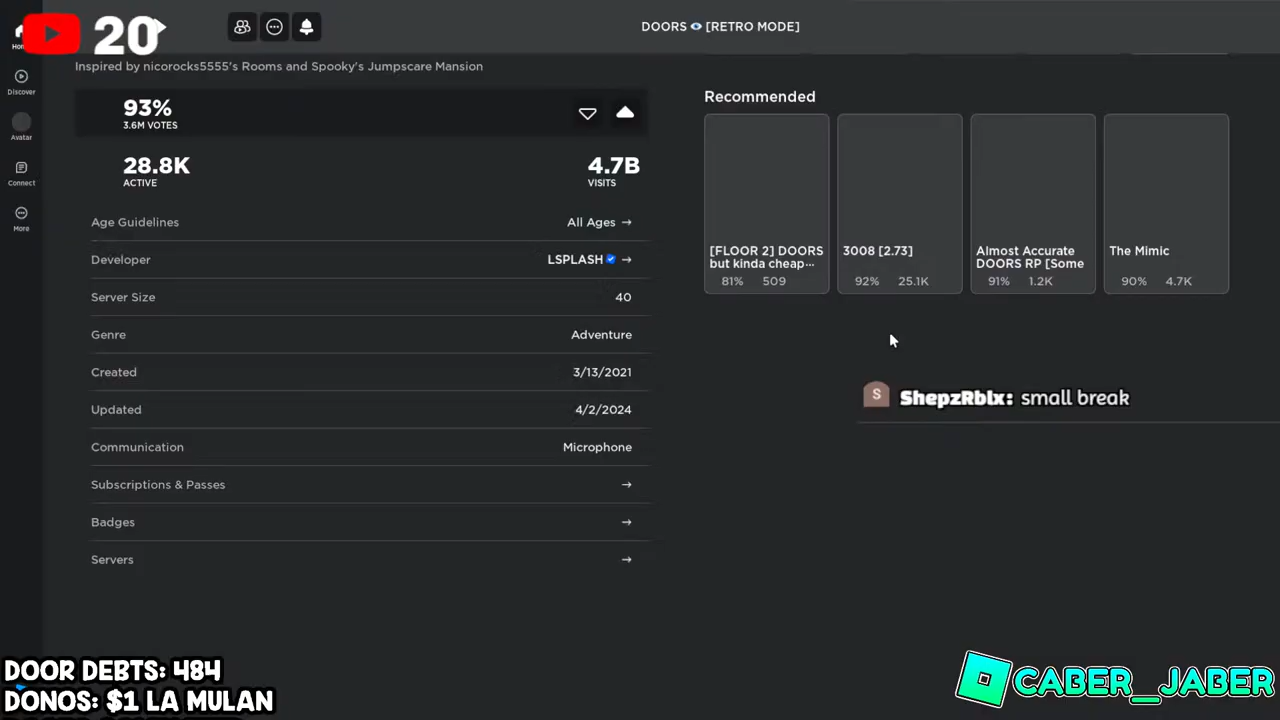 20
DOORS 👁 [RETRO MODE]
Home
Discover
Avatar
Connect
More
Inspired by nicorocks5555's Rooms and Spooky's Jumpscare Mansion
93%
3.6M VOTES
28.8K
ACTIVE
4.7B
VISITS
Age Guidelines All Ages →
Developer LSPLASH →
Server Size 40
Genre Adventure
Created 3/13/2021
Updated 4/2/2024
Communication Microphone
Subscriptions & Passes →
Badges →
Servers →
Recommended
[FLOOR 2] DOORS
but kinda cheap...
81% 509
3008 [2.73]
92% 25.1K
Almost Accurate
DOORS RP [Some
91% 1.2K
The Mimic
90% 4.7K
S ShepzRblx: small break
DOOR DEBTS: 484
DONOS: $1 LA MULAN
CABER_JABER